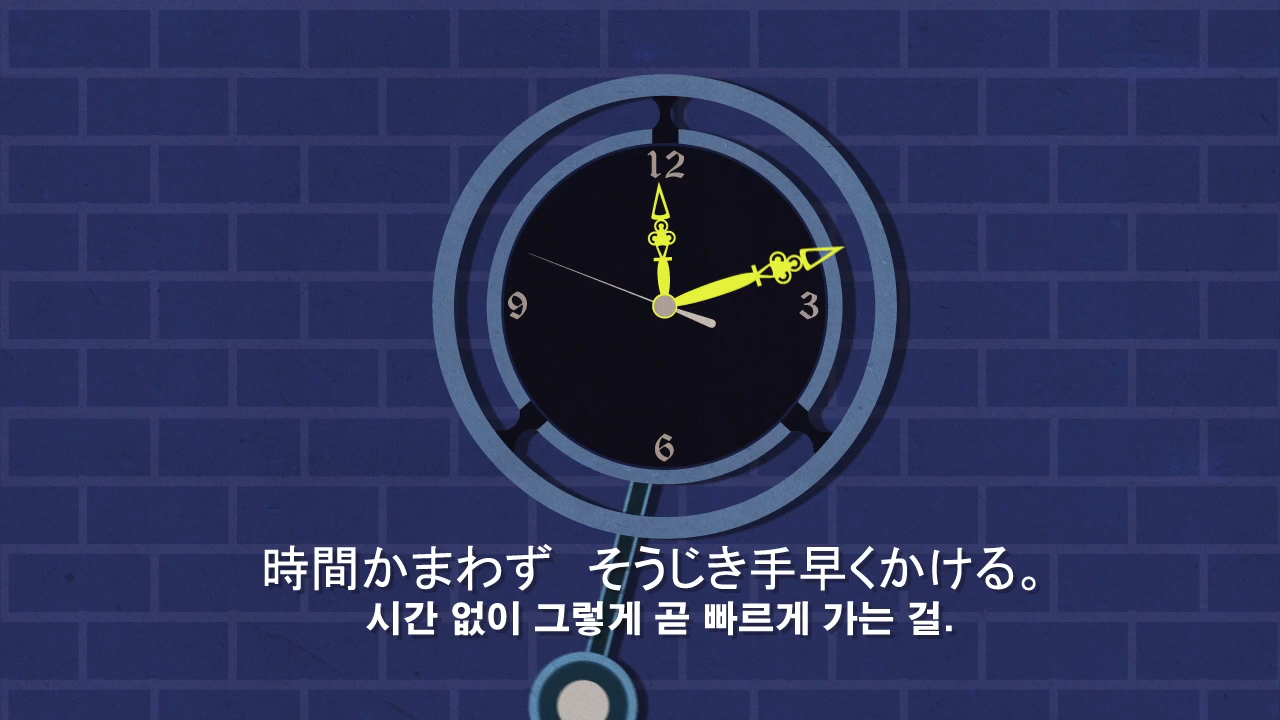 12
9
3
6
時間かまわず　そうじき手早くかける。
시간 없이 그렇게 곧 빠르게 가는 걸.